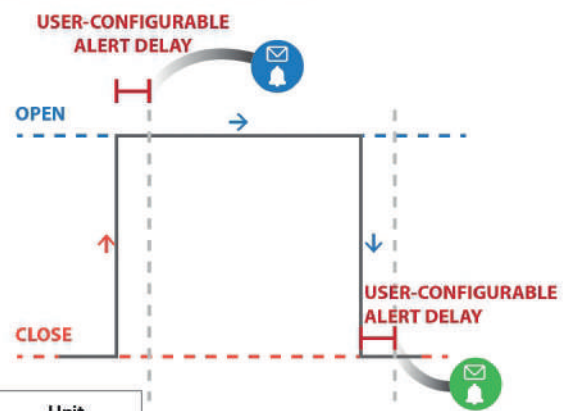 USER-CONFIGURABLE
ALERT DELAY
OPEN
USER-CONFIGURABLE
ALERT DELAY
CLOSE
Unit